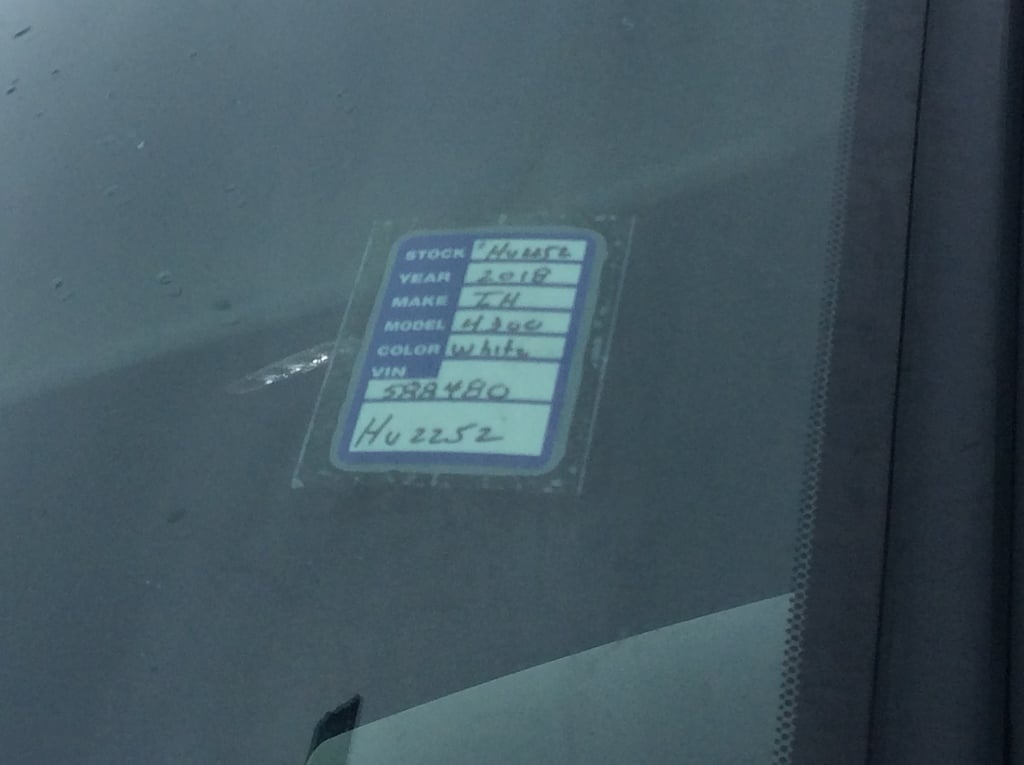 STOCK Hu2252
YEAR 2018
MAKE IH
MODEL 4300
COLOR White
VIN
588480
Hu2252